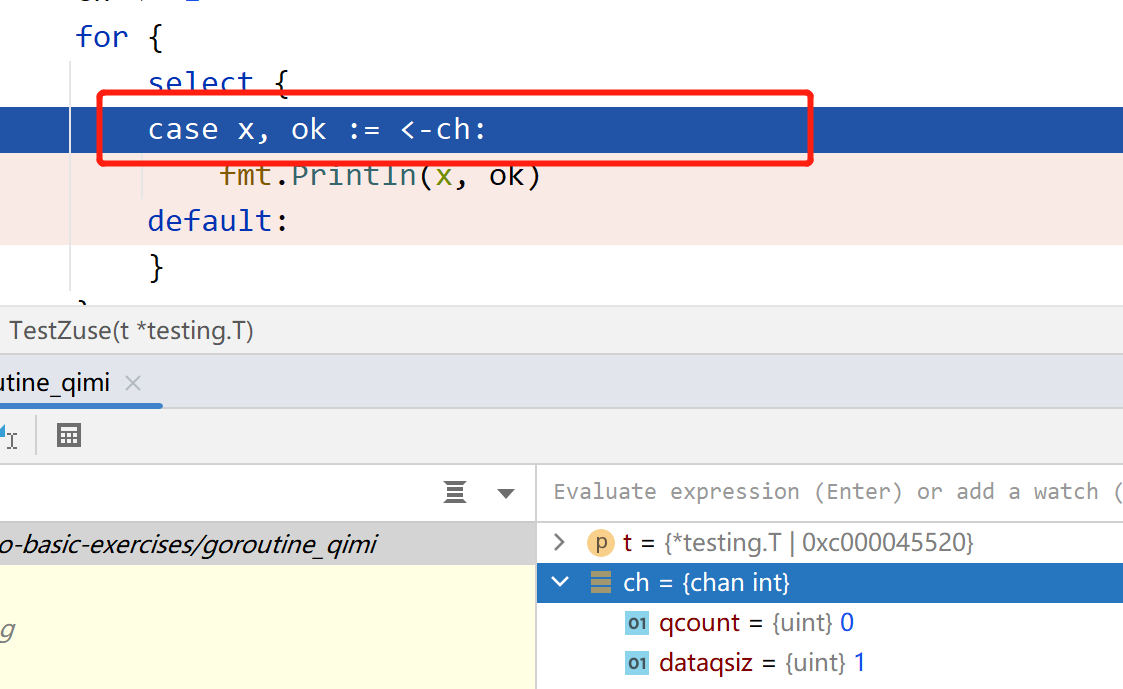 for {
select {
case x, ok := <-ch:
fmt.Println(x, ok)
default:
}
TestZuse(t *testing.T)
utine_qimi
Evaluate expression (Enter) or add a watch (
o-basic-exercises/goroutine_qimi
t = {*testing.T | 0xc000045520}
ch = {chan int}
g
01 qcount = {uint} 0
01 dataqsiz = {uint} 1